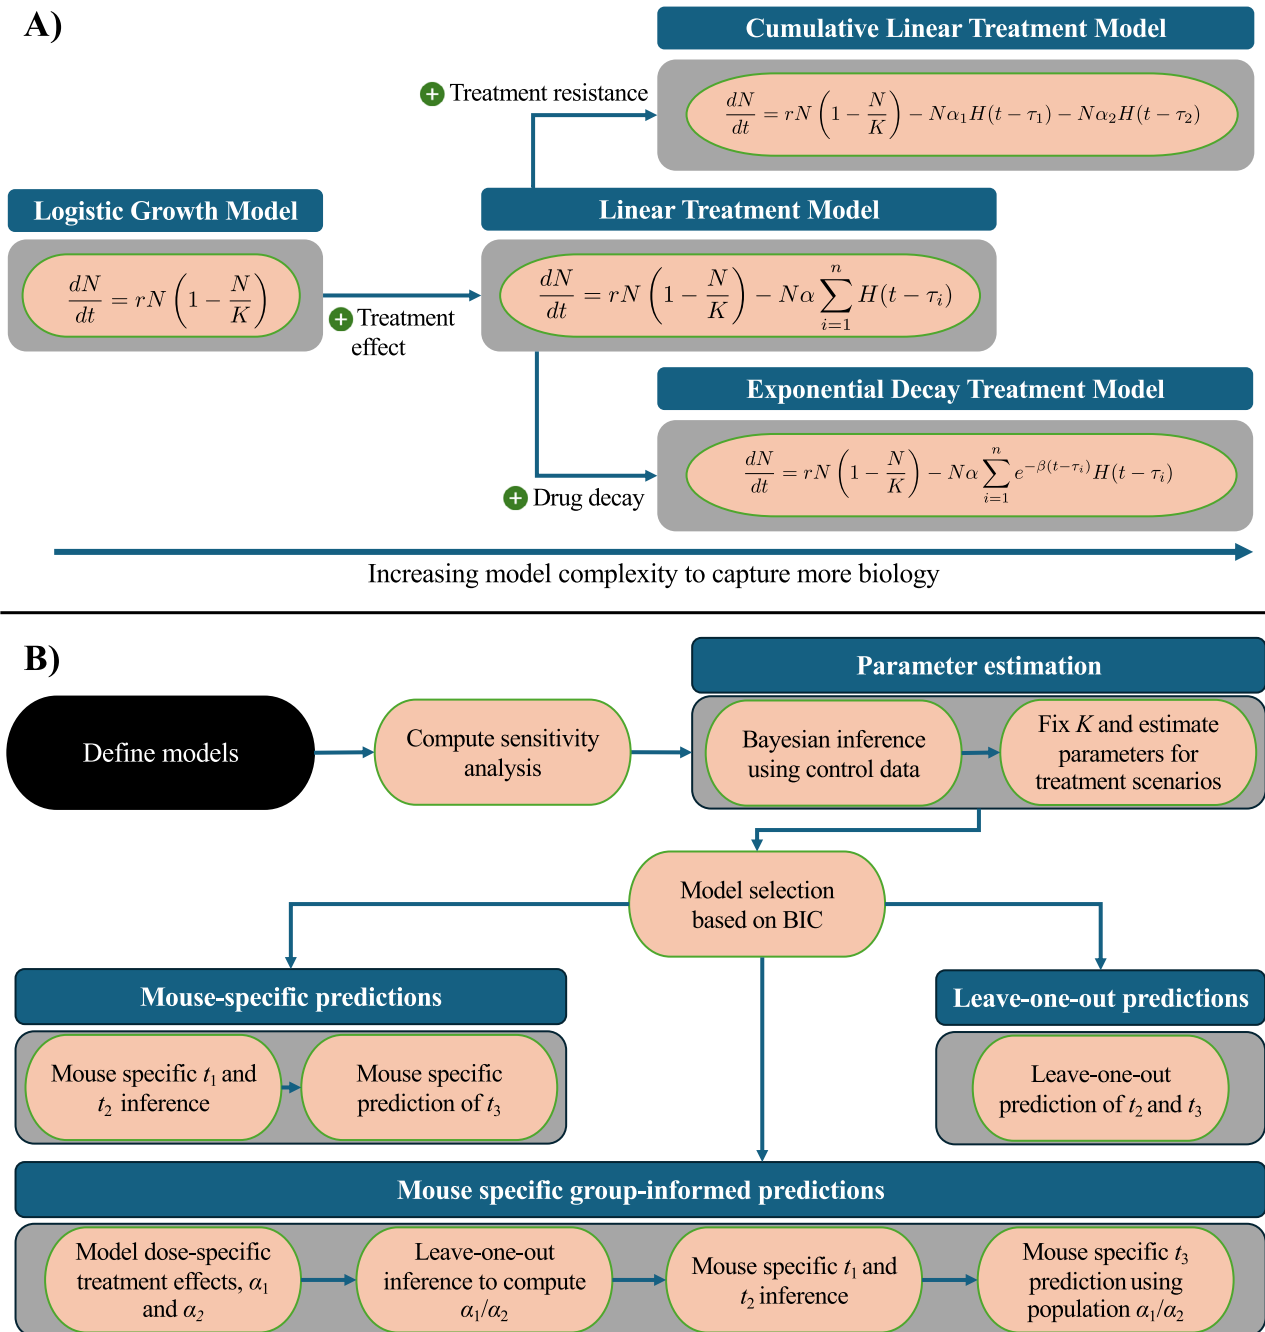 A)
Cumulative Linear Treatment Model
+ Treatment resistance
dN/dt = rN (1 − N/K) − Nα₁H(t − τ₁) − Nα₂H(t − τ₂)
Logistic Growth Model
Linear Treatment Model
dN/dt = rN (1 − N/K)
+ Treatment
effect
dN/dt = rN (1 − N/K) − Nα ∑_{i=1}^{n} H(t − τᵢ)
Exponential Decay Treatment Model
+ Drug decay
dN/dt = rN (1 − N/K) − Nα ∑_{i=1}^{n} e^{−β(t−τᵢ)} H(t − τᵢ)
Increasing model complexity to capture more biology
B)
Parameter estimation
Define models
Compute sensitivity
analysis
Bayesian inference
using control data
Fix K and estimate
parameters for
treatment scenarios
Model selection
based on BIC
Mouse-specific predictions
Mouse specific t₁ and
t₂ inference
Mouse specific
prediction of t₃
Leave-one-out predictions
Leave-one-out
prediction of t₂ and t₃
Mouse specific group-informed predictions
Model dose-specific
treatment effects, α₁
and α₂
Leave-one-out
inference to compute
α₁/α₂
Mouse specific t₁ and
t₂ inference
Mouse specific t₃
prediction using
population α₁/α₂